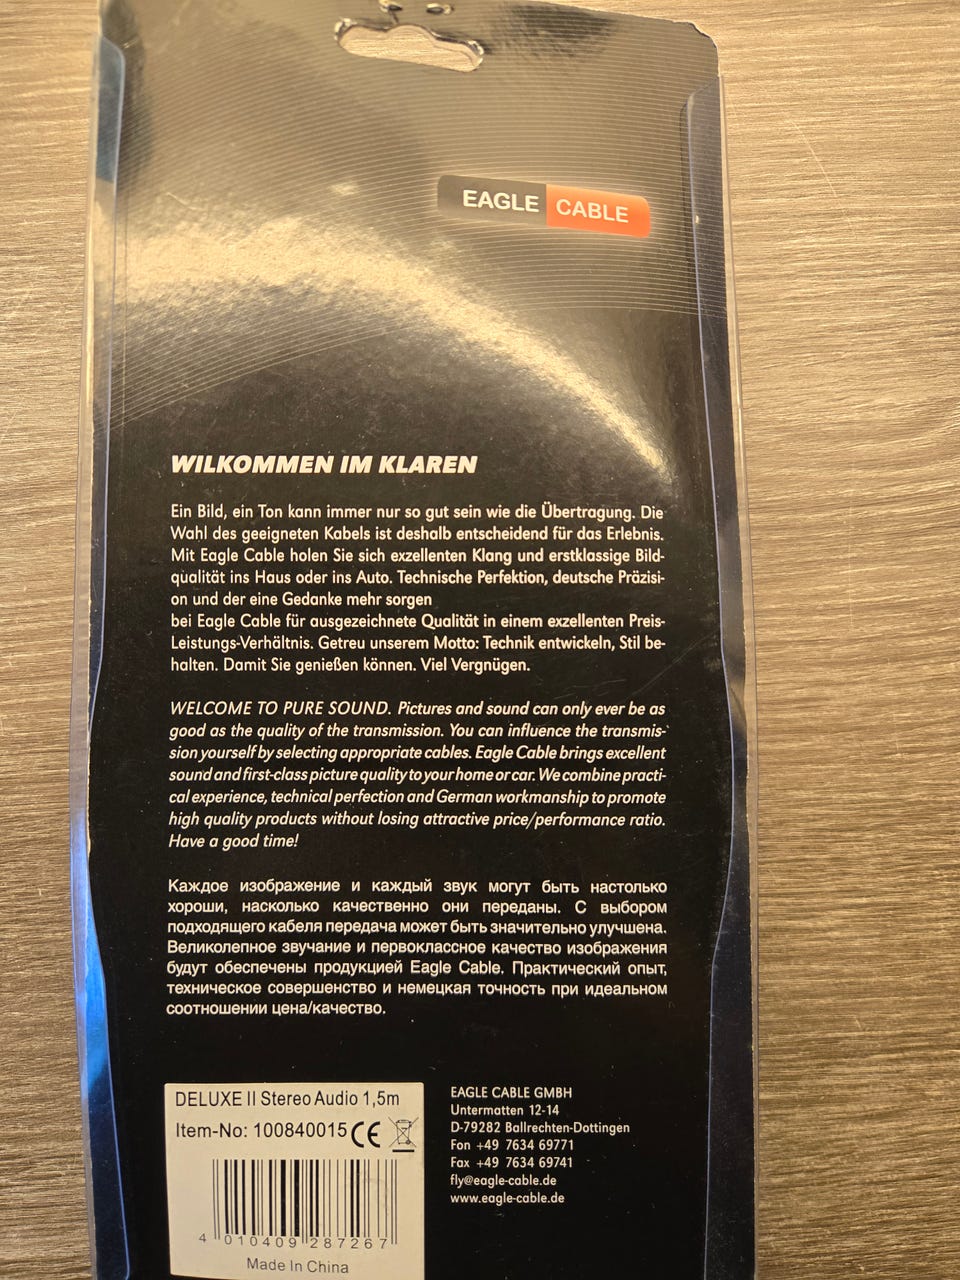 EAGLE CABLE
WILKOMMEN IM KLAREN
Ein Bild, ein Ton kann immer nur so gut sein wie die Übertragung. Die
Wahl des geeigneten Kabels ist deshalb entscheidend für das Erlebnis.
Mit Eagle Cable holen Sie sich exzellenten Klang und erstklassige Bild-
qualität ins Haus oder ins Auto. Technische Perfektion, deutsche Präzisi-
on und der eine Gedanke mehr sorgen
bei Eagle Cable für ausgezeichnete Qualität in einem exzellenten Preis-
Leistungs-Verhältnis. Getreu unserem Motto: Technik entwickeln, Stil be-
halten. Damit Sie genießen können. Viel Vergnügen.
WELCOME TO PURE SOUND. Pictures and sound can only ever be as
good as the quality of the transmission. You can influence the transmis-
sion yourself by selecting appropriate cables. Eagle Cable brings excellent
sound and first-class picture quality to your home or car. We combine practi-
cal experience, technical perfection and German workmanship to promote
high quality products without losing attractive price/performance ratio.
Have a good time!
Каждое изображение и каждый звук могут быть настолько
хороши, насколько качественно они переданы. С выбором
подходящего кабеля передача может быть значительно улучшена.
Великолепное звучание и первоклассное качество изображения
будут обеспечены продукцией Eagle Cable. Практический опыт,
техническое совершенство и немецкая точность при идеальном
соотношении цена/качество.
DELUXE II Stereo Audio 1,5m
Item-No: 100840015 CE
4 010409 287267
Made In China
EAGLE CABLE GMBH
Untermatten 12-14
D-79282 Ballrechten-Dottingen
Fon +49 7634 69771
Fax +49 7634 69741
fly@eagle-cable.de
www.eagle-cable.de